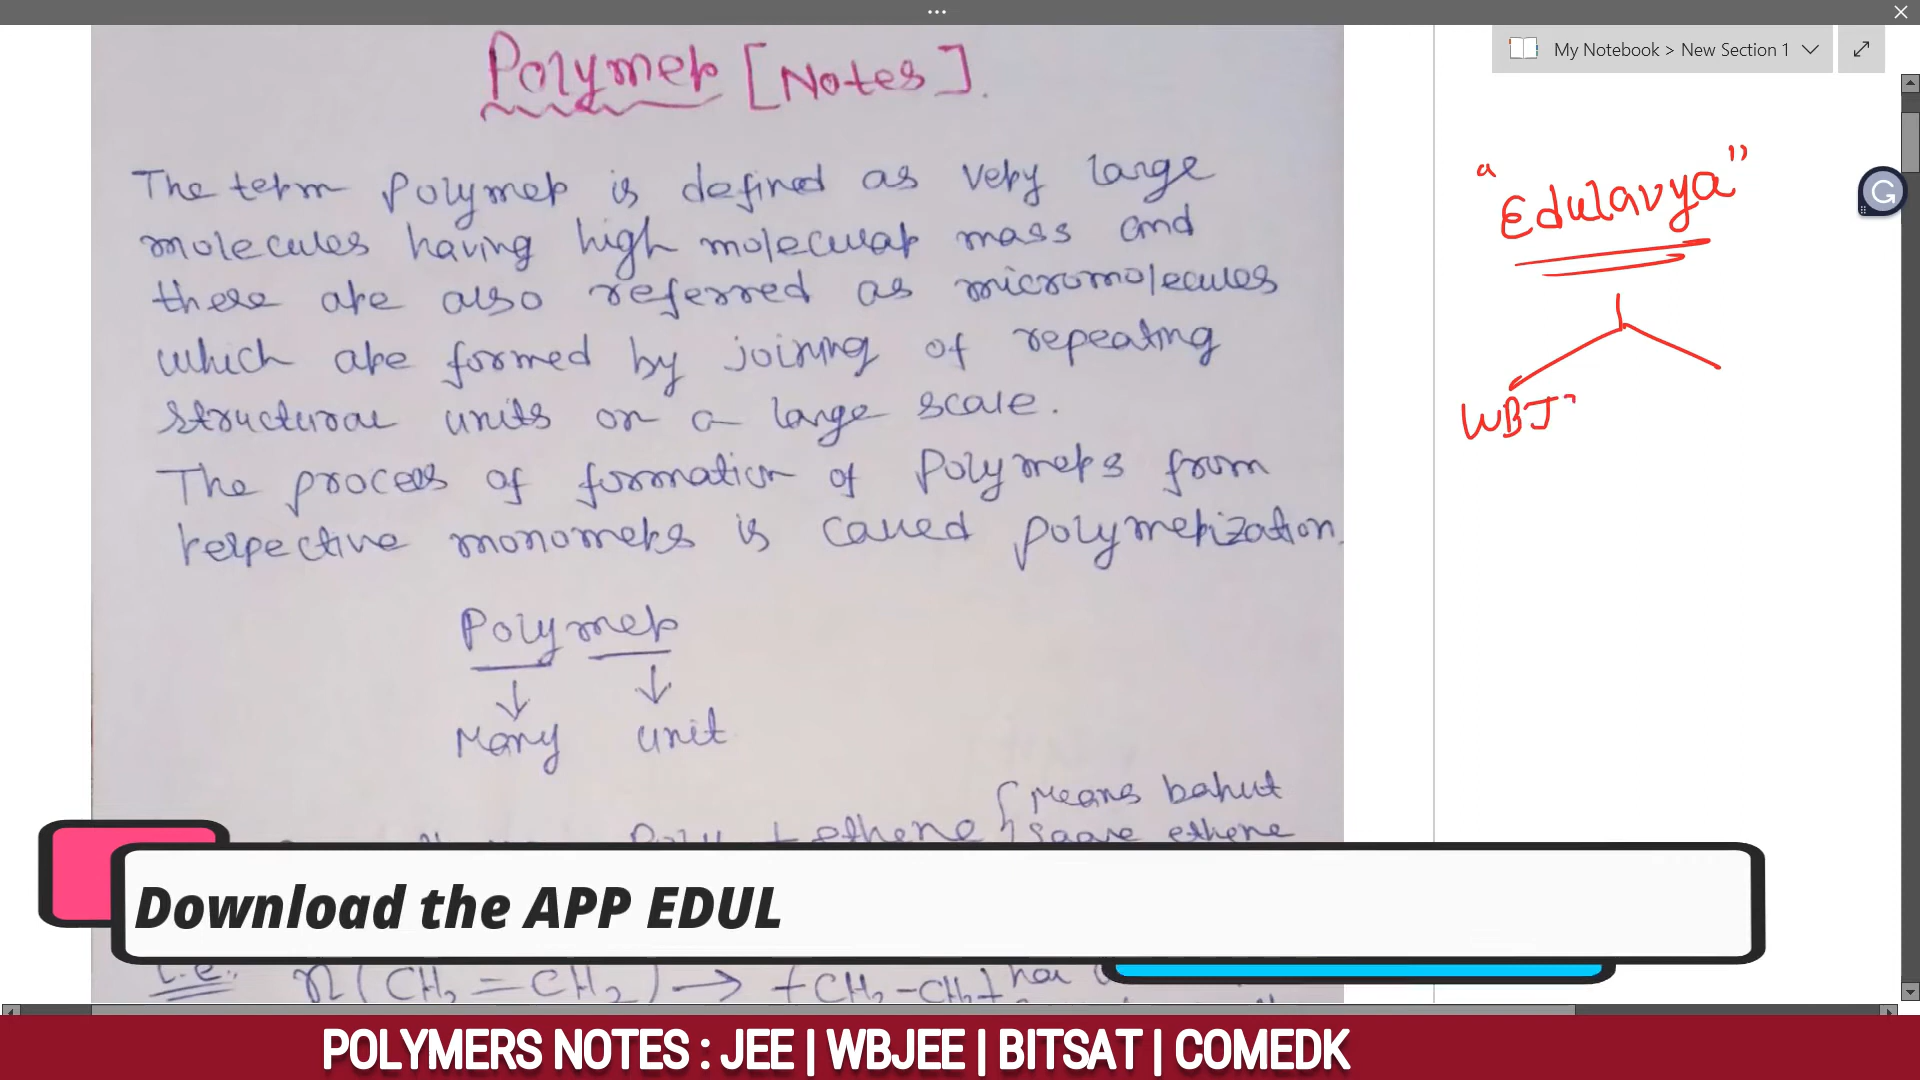 Polymer [Notes].
The term polymer is defined as very large
molecules having high molecular mass and
these are also referred as micromolecules
which are formed by joining of repeating
structural units on a large scale.
The process of formation of polymers from
respective monomers is called polymerization.
Polymer
Many unit
means bahut
Poly + ethene saare ethene
i.e. n(CH2=CH2) → +CH2-CH2+
My Notebook > New Section 1
"Edulavya"
WBJ
G
Download the APP EDUL
POLYMERS NOTES : JEE | WBJEE | BITSAT | COMEDK